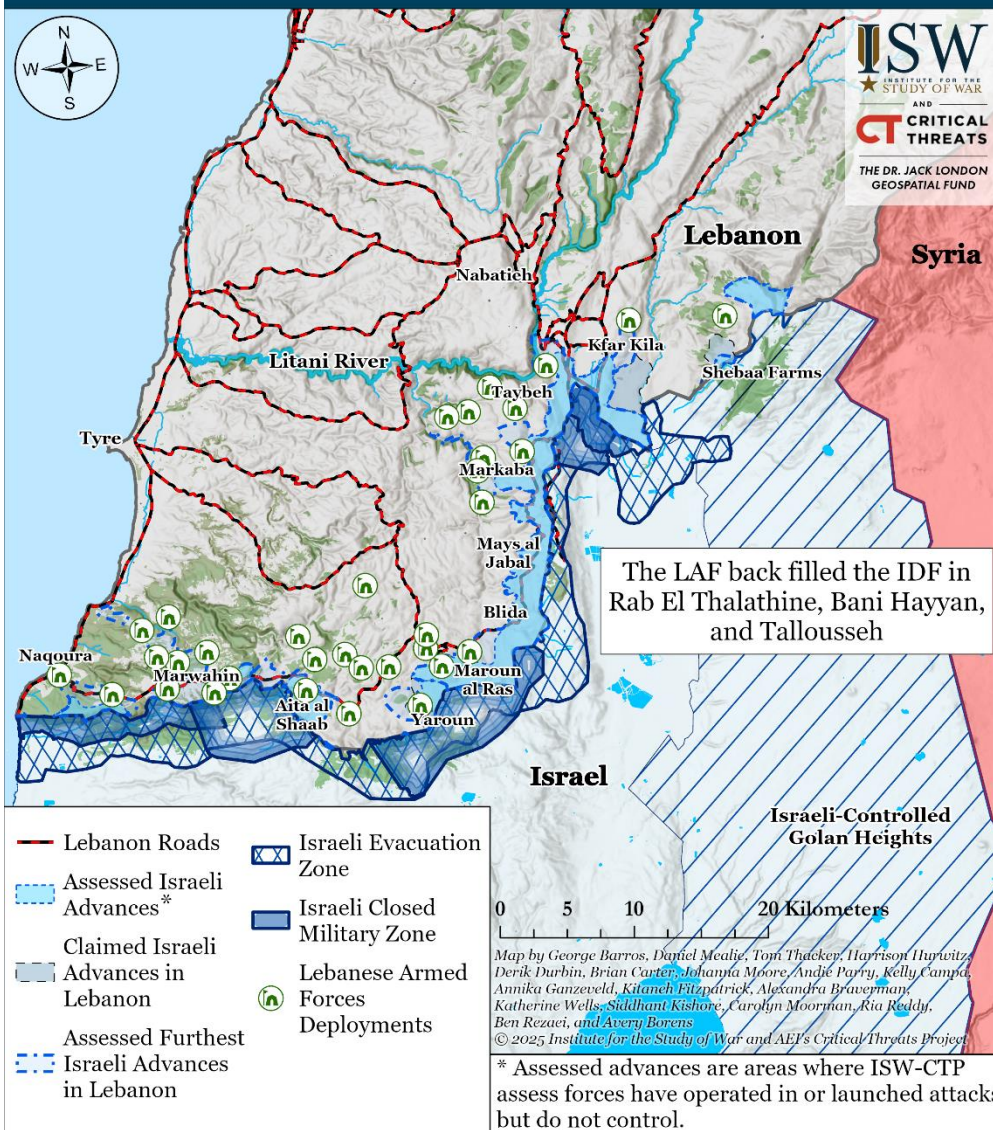 N
W E
S
ISW
INSTITUTE FOR THE
STUDY OF WAR
AND
CT CRITICAL
THREATS
THE DR. JACK LONDON
GEOSPATIAL FUND
Lebanon
Syria
Nabatieh
Kfar Kila
Litani River
Shebaa Farms
Taybeh
Tyre
Markaba
Mays al
Jabal
The LAF back filled the IDF in
Rab El Thalathine, Bani Hayyan,
and Tallousseh
Blida
Naqoura
Marwahin
Maroun
al Ras
Aita al
Shaab
Yaroun
Israel
Israeli-Controlled
Golan Heights
Lebanon Roads
Assessed Israeli
Advances*
Claimed Israeli
Advances in
Lebanon
Assessed Furthest
Israeli Advances
in Lebanon
Israeli Evacuation
Zone
Israeli Closed
Military Zone
Lebanese Armed
Forces
Deployments
0 5 10 20 Kilometers
Map by George Barros, Daniel Mealie, Tom Thacker, Harrison Hurwitz,
Derik Durbin, Brian Carter, Johanna Moore, Andie Parry, Kelly Campa,
Annika Ganzeveld, Kitaneh Fitzpatrick, Alexandra Braverman,
Katherine Wells, Siddhant Kishore, Carolyn Moorman, Ria Reddy,
Ben Rezaei, and Avery Borens
© 2025 Institute for the Study of War and AEI's Critical Threats Project
* Assessed advances are areas where ISW-CTP
assess forces have operated in or launched attacks
but do not control.